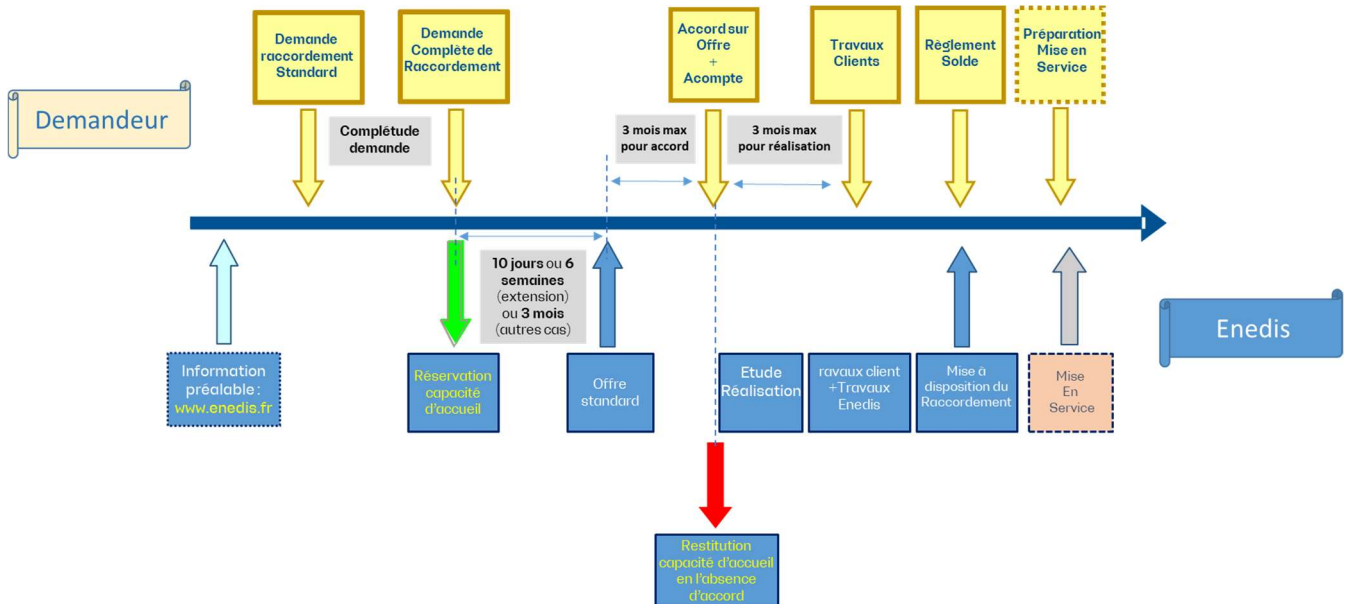 Demande
raccordement
Standard
Demande
Complète de
Raccordement
Accord sur
Offre
+
Acompte
Travaux
Clients
Règlement
Solde
Préparation
Mise en
Service
Demandeur
Complétude
demande
3 mois max
pour accord
3 mois max
pour réalisation
10 jours ou 6
semaines
(extension)
ou 3 mois
(autres cas)
Enedis
Information
préalable :
www.enedis.fr
Réservation
capacité
d'accueil
Offre
standard
Etude
Réalisation
ravaux client
+Travaux
Enedis
Mise à
disposition du
Raccordement
Mise
En
Service
Restitution
capacité d'accueil
en l'absence
d'accord